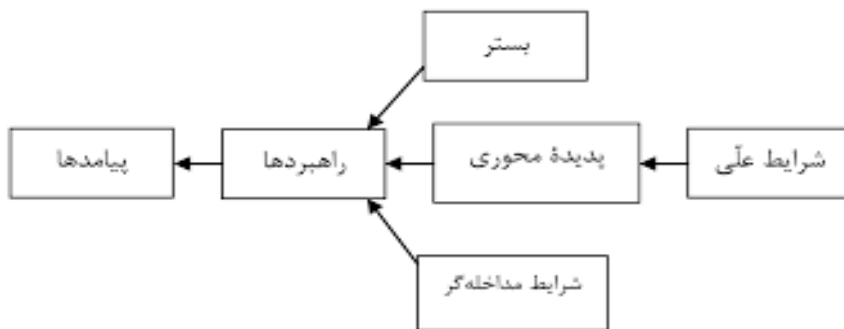 بستر
شرایط علّی
پدیدهٔ محوری
راهبردها
پیامدها
شرایط مداخله‌گر